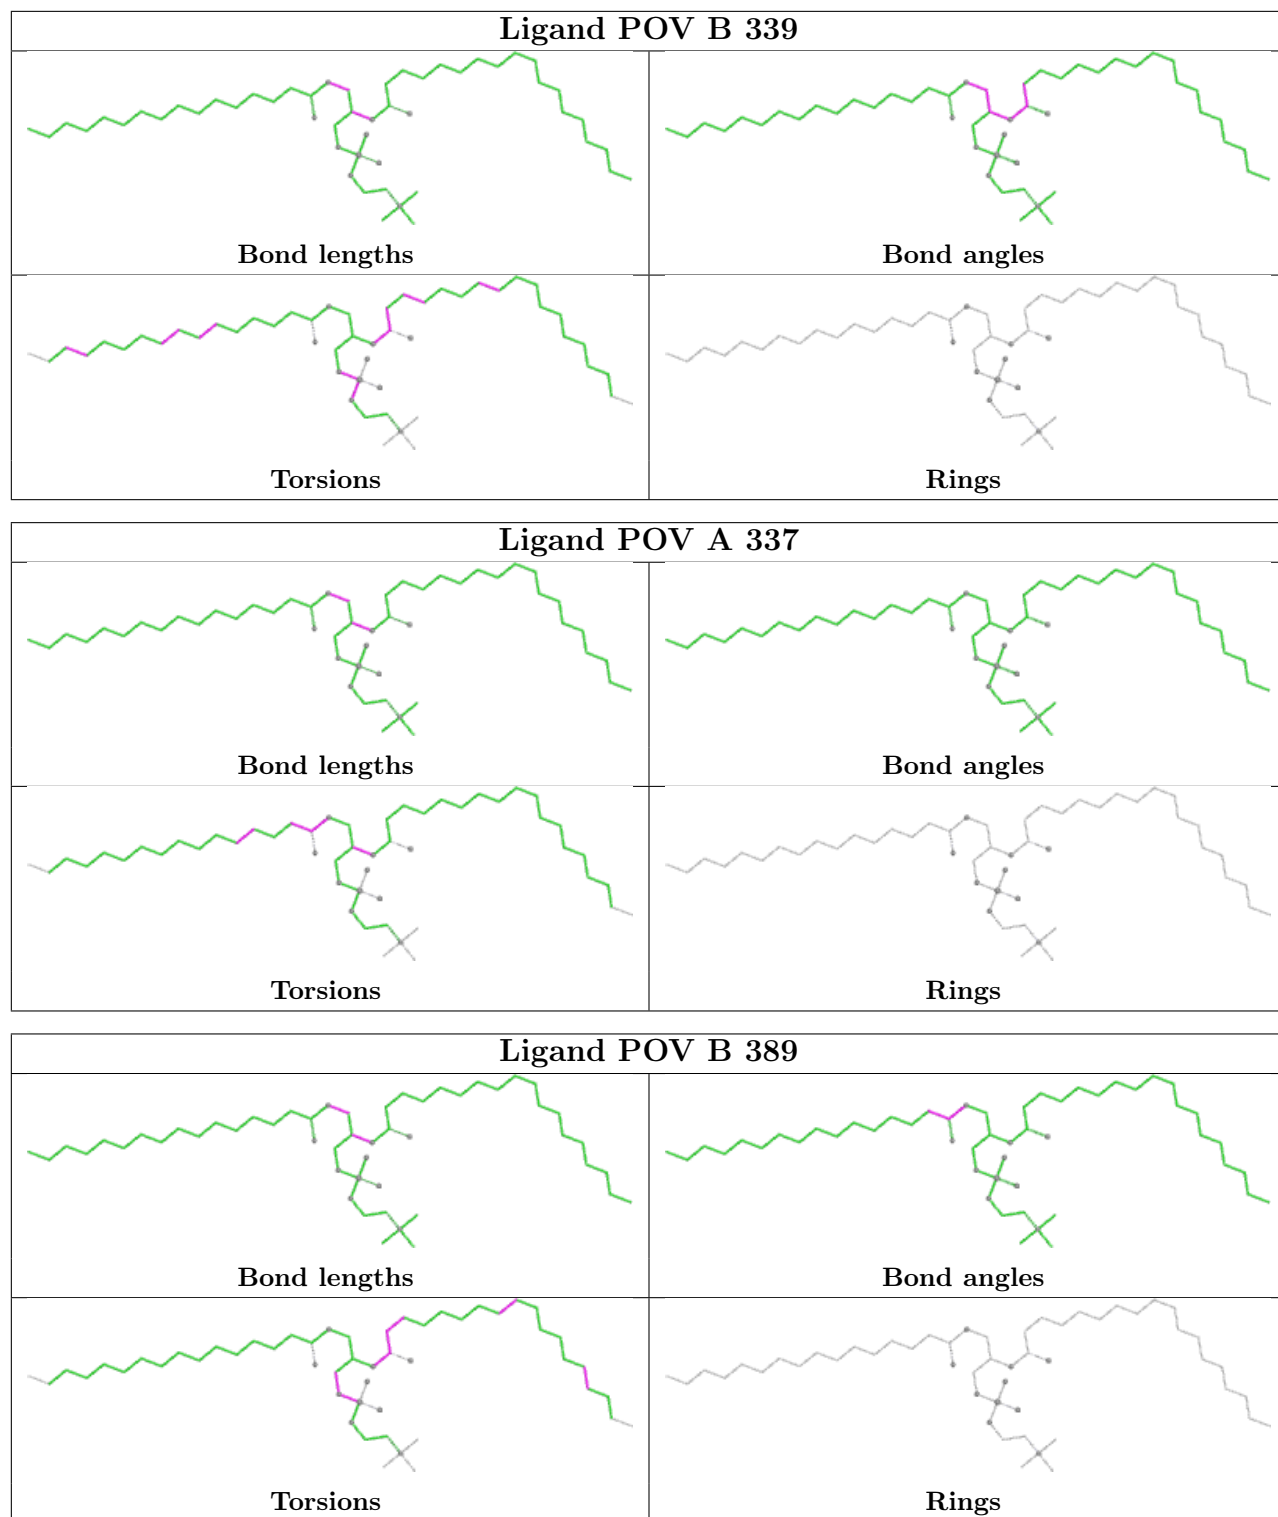 Ligand POV B 339
Bond lengths
Bond angles
Torsions
Rings
Ligand POV A 337
Bond lengths
Bond angles
Torsions
Rings
Ligand POV B 389
Bond lengths
Bond angles
Torsions
Rings